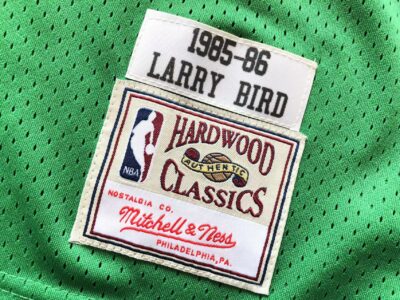 1985-86
LARRY BIRD
NBA
HARDWOOD
AUTHENTIC
CLASSICS
NOSTALGIA CO.
Mitchell & Ness
PHILADELPHIA, PA.